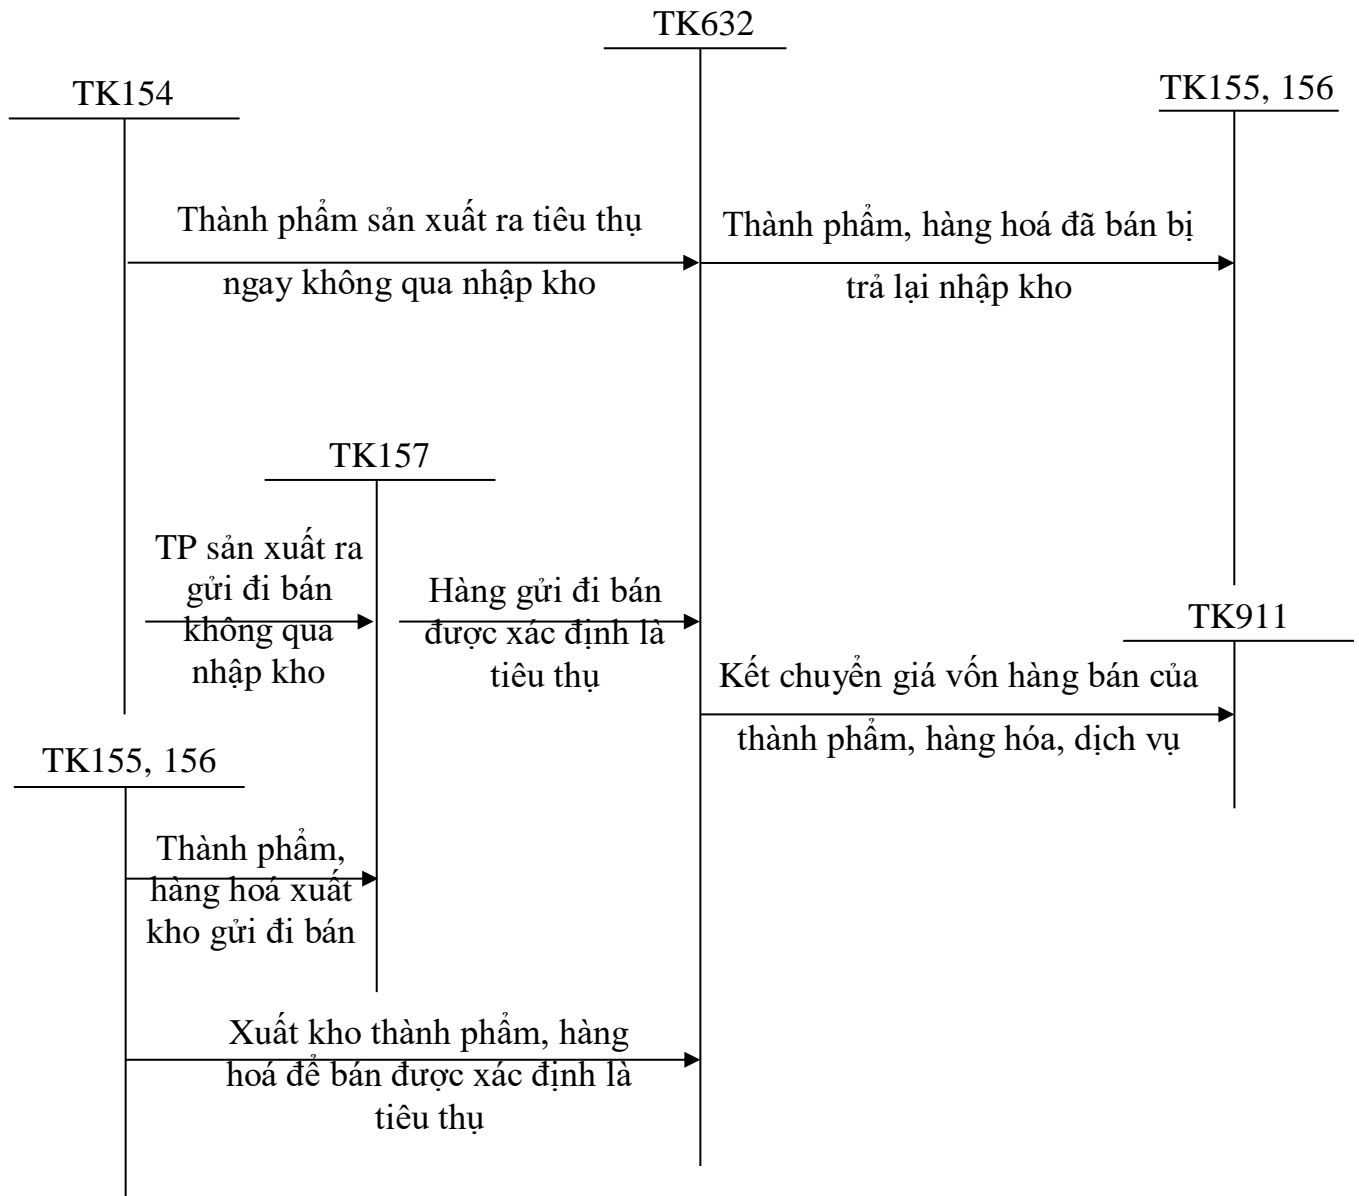 TK632
TK154
TK155, 156
Thành phẩm sản xuất ra tiêu thụ
ngay không qua nhập kho
Thành phẩm, hàng hoá đã bán bị
trả lại nhập kho
TK157
TP sản xuất ra
gửi đi bán
không qua
nhập kho
Hàng gửi đi bán
được xác định là
tiêu thụ
TK911
Kết chuyển giá vốn hàng bán của
thành phẩm, hàng hóa, dịch vụ
TK155, 156
Thành phẩm,
hàng hoá xuất
kho gửi đi bán
Xuất kho thành phẩm, hàng
hoá để bán được xác định là
tiêu thụ